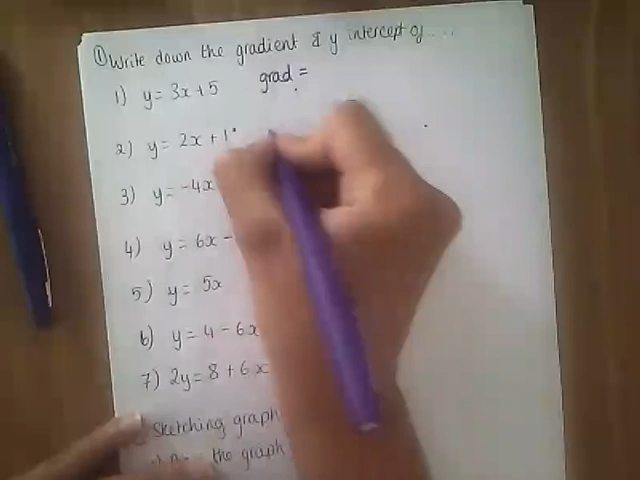 ① Write down the gradient & y intercept of ....
1) y = 3x + 5 grad =
2) y = 2x + 1
3) y = -4x
4) y = 6x -
5) y = 5x
6) y = 4 - 6x
7) 2y = 8 + 6x
Sketching graph
the graph